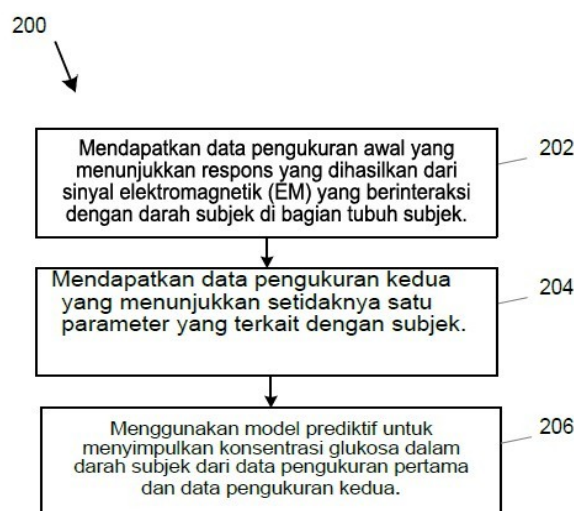 200
Mendapatkan data pengukuran awal yang
menunjukkan respons yang dihasilkan dari
sinyal elektromagnetik (EM) yang berinteraksi
dengan darah subjek di bagian tubuh subjek.
202
Mendapatkan data pengukuran kedua
yang menunjukkan setidaknya satu
parameter yang terkait dengan subjek.
204
Menggunakan model prediktif untuk
menyimpulkan konsentrasi glukosa dalam
darah subjek dari data pengukuran pertama
dan data pengukuran kedua.
206